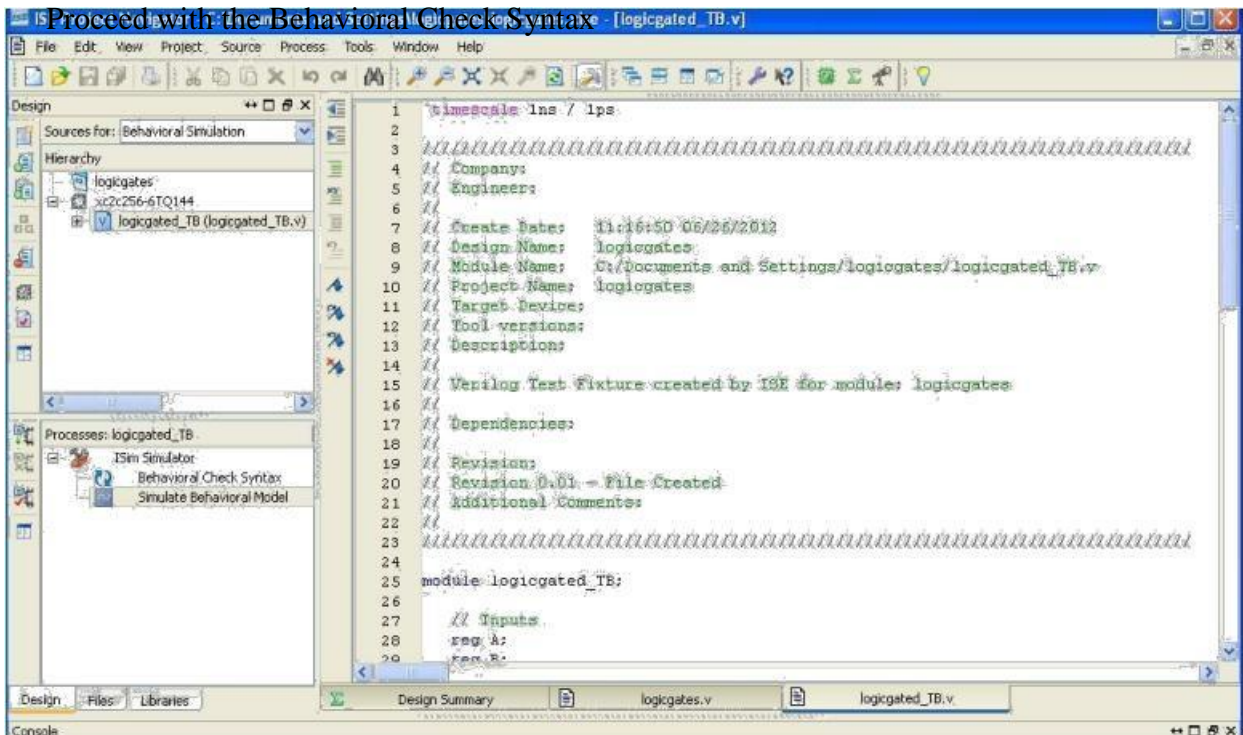 Proceed with the Behavioral Check Syntax
- [logicgated_TB.v]
File Edit View Project Source Process Tools Window Help
Design
Sources for: Behavioral Simulation
Hierarchy
logicgates
xc2c256-6TQ144
logicgated_TB (logicgated_TB.v)
Processes: logicgated_TB
ISim Simulator
Behavioral Check Syntax
Simulate Behavioral Model
1 `timescale 1ns / 1ps
2
3 ////////////////////////////////////////////////////////////////////////////////
4 // Company:
5 // Engineer:
6 //
7 // Create Date: 11:16:50 06/26/2012
8 // Design Name: logicgates
9 // Module Name: C:/Documents and Settings/logicgates/logicgated_TB.v
10 // Project Name: logicgates
11 // Target Device:
12 // Tool versions:
13 // Description:
14 //
15 // Verilog Test Fixture created by ISE for module: logicgates
16 //
17 // Dependencies:
18 //
19 // Revision:
20 // Revision 0.01 - File Created
21 // Additional Comments:
22 //
23 ////////////////////////////////////////////////////////////////////////////////
24
25 module logicgated_TB;
26
27 // Inputs
28 reg A;
29 reg B;
Design Files Libraries
Design Summary logicgates.v logicgated_TB.v
Console